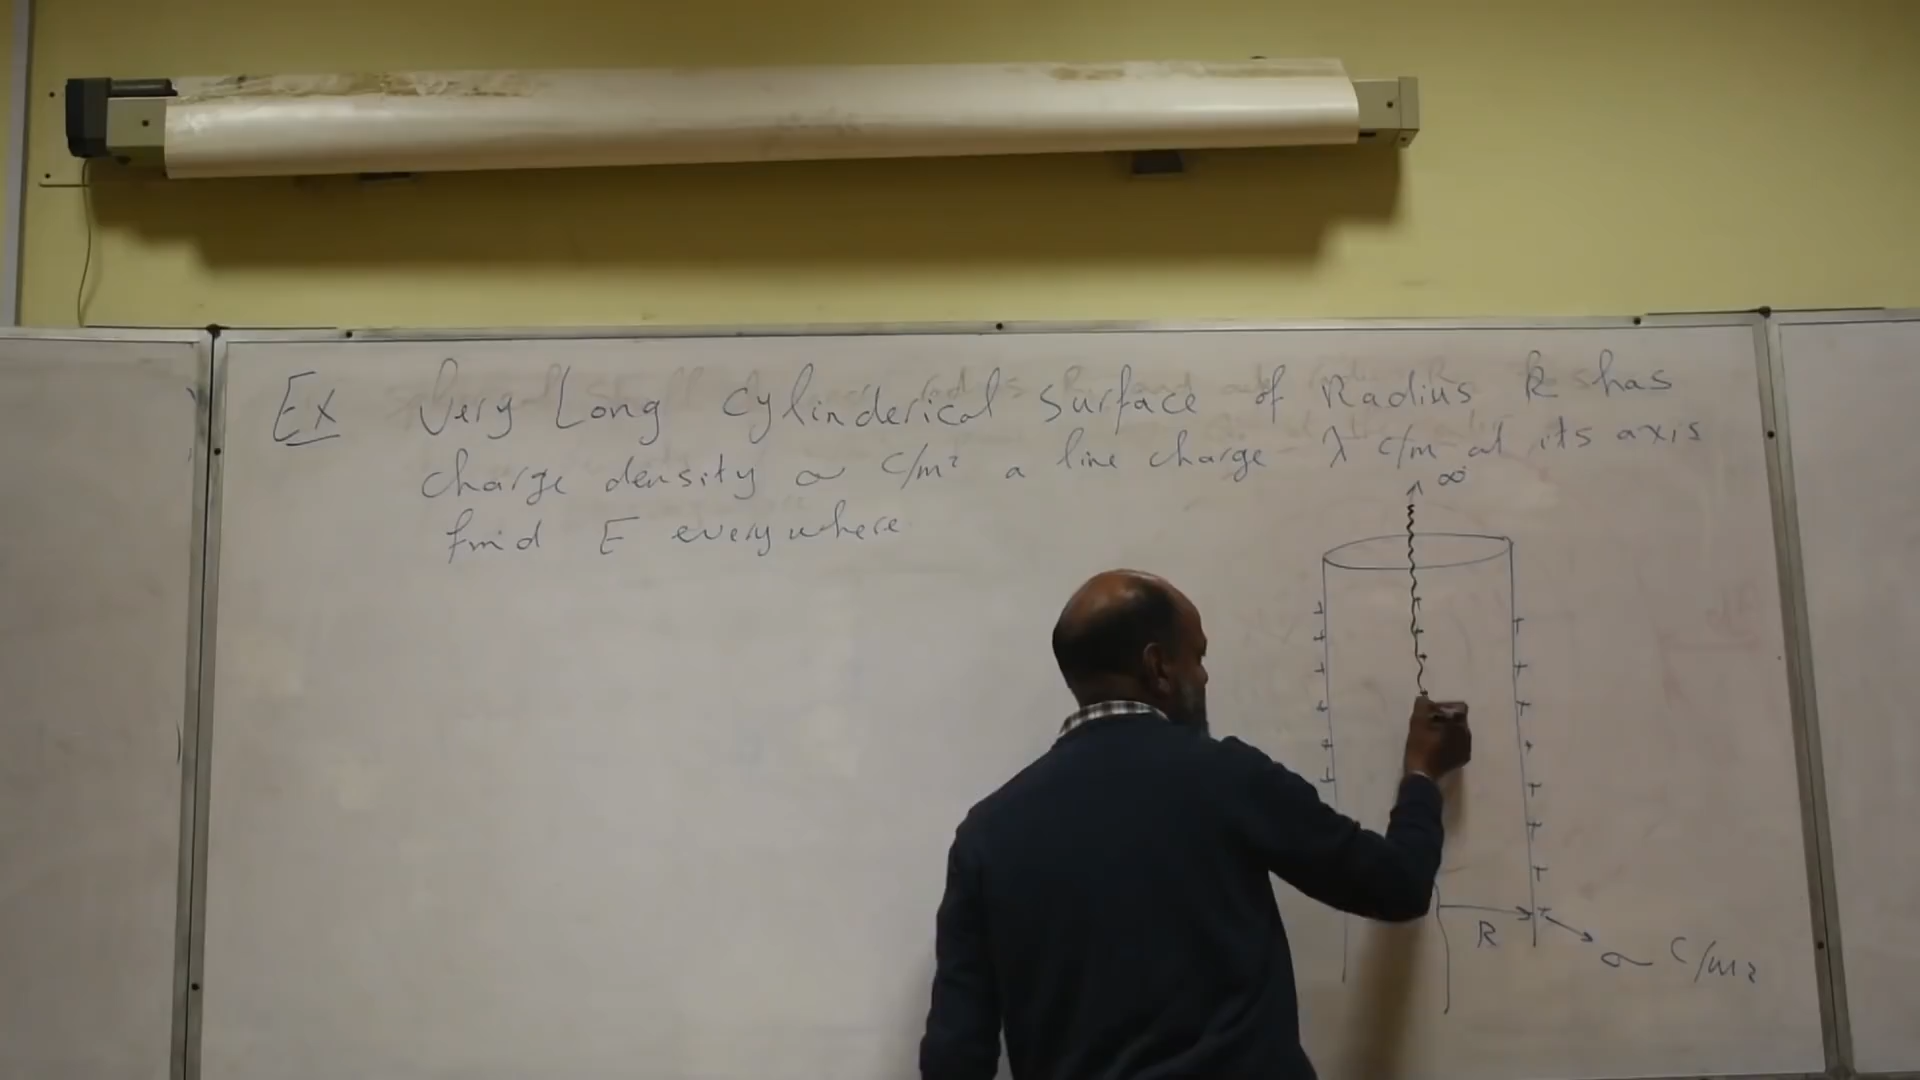 Ex Very Long Cylinderical Surface of Radius R has
charge density σ C/m² a line charge λ C/m at its axis
find E everywhere
∞
R
σ C/m²